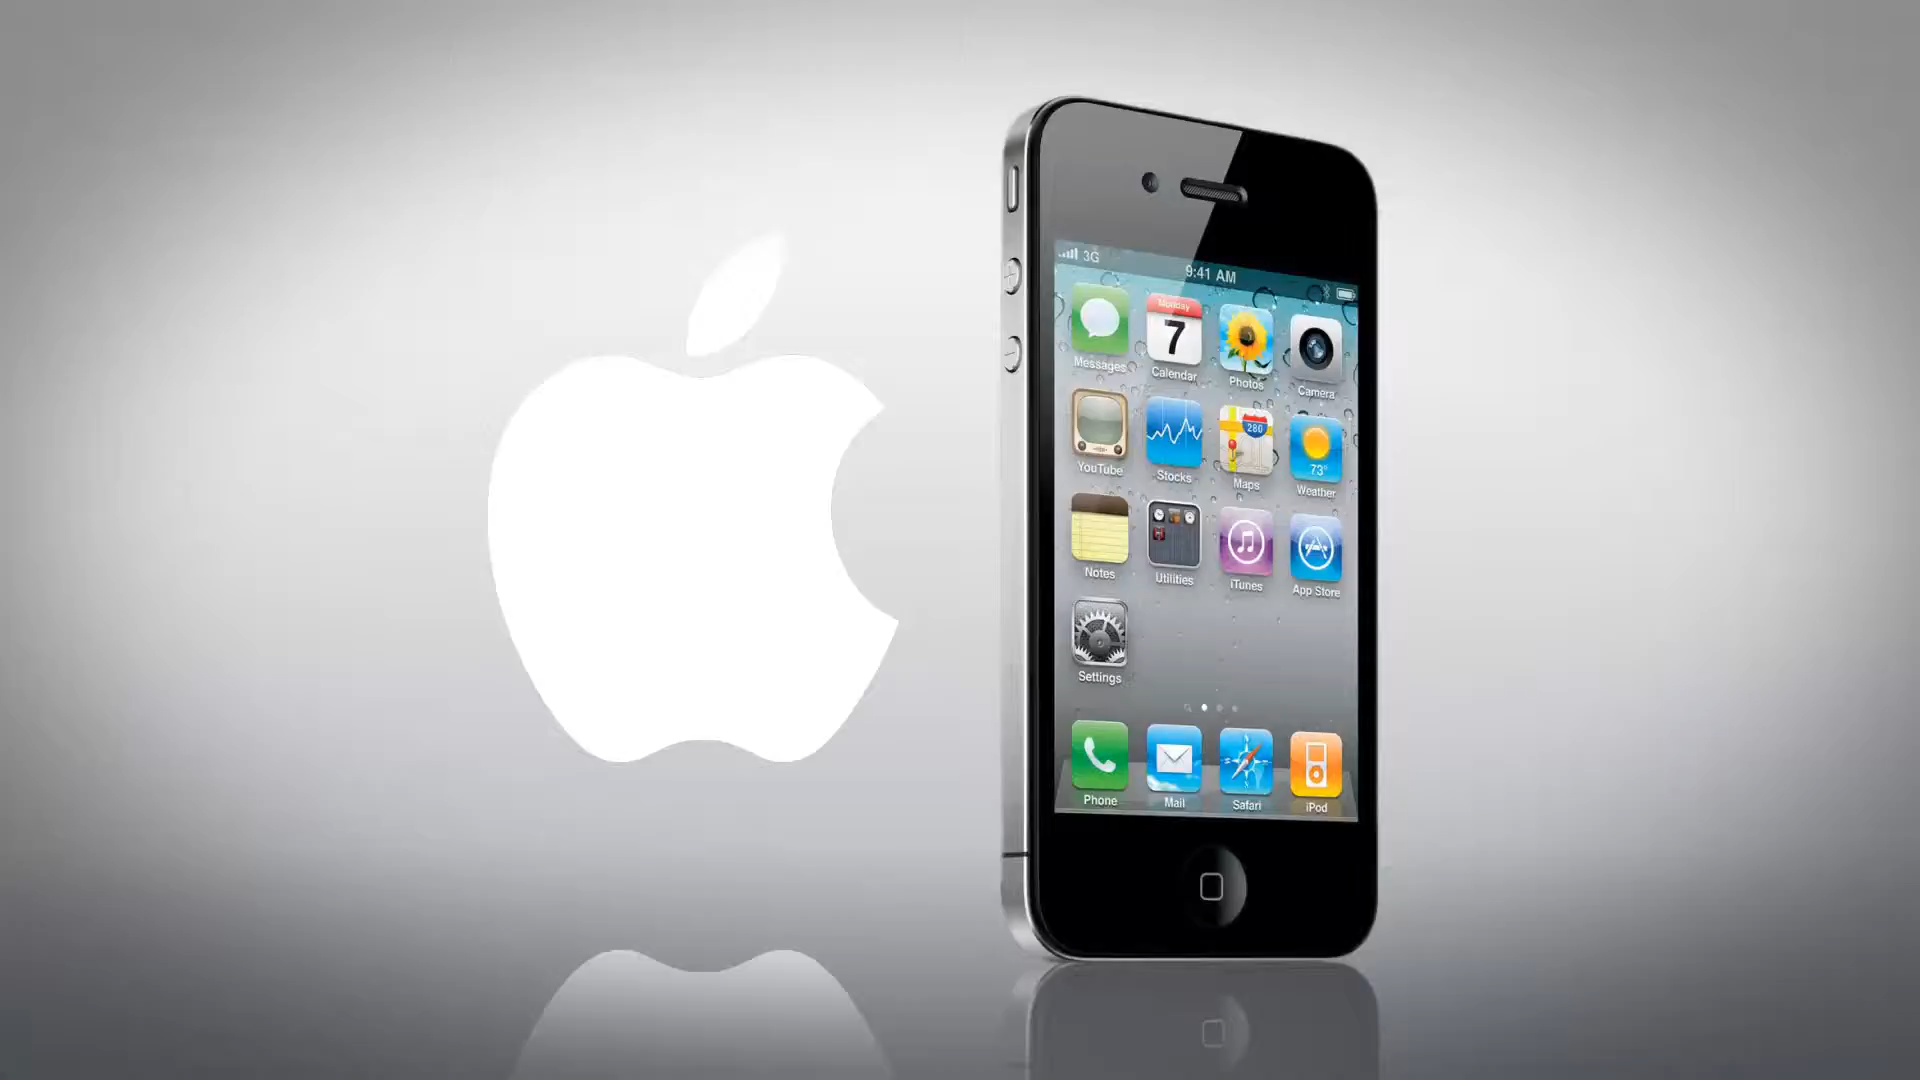 3G
9:41 AM
Monday
7
Messages
Calendar
Photos
Camera
280
73°
YouTube
Stocks
Maps
Weather
Notes
Utilities
iTunes
App Store
Settings
Phone
Mail
Safari
iPod